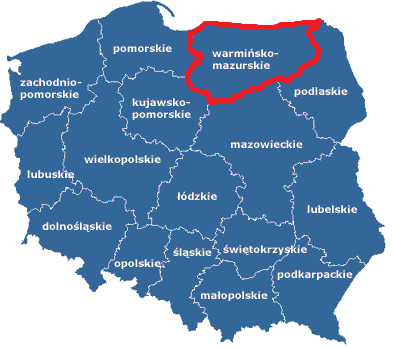 pomorskie
warmińsko-
mazurskie
zachodnio-
pomorskie
podlaskie
kujawsko-
pomorskie
mazowieckie
wielkopolskie
lubuskie
łódzkie
lubelskie
dolnośląskie
śląskie
świętokrzyskie
opolskie
podkarpackie
małopolskie